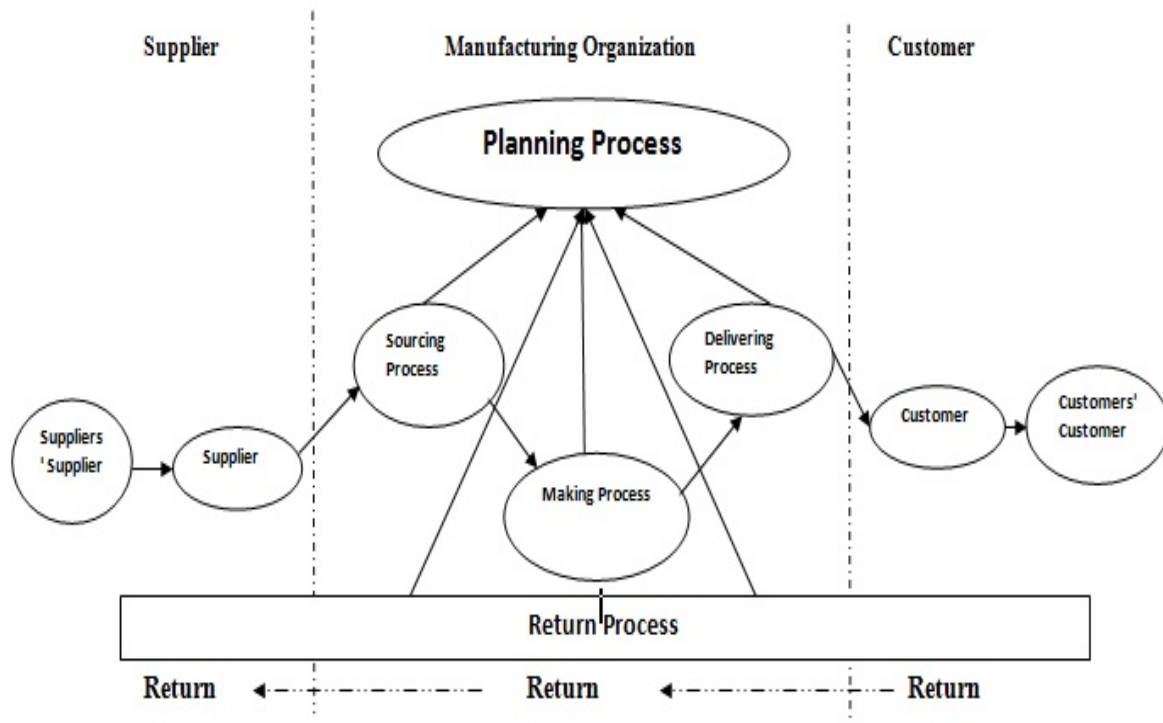 Supplier
Manufacturing Organization
Customer
Planning Process
Sourcing
Process
Delivering
Process
Suppliers
' Supplier
Supplier
Making Process
Customer
Customers'
Customer
Return Process
Return
Return
Return